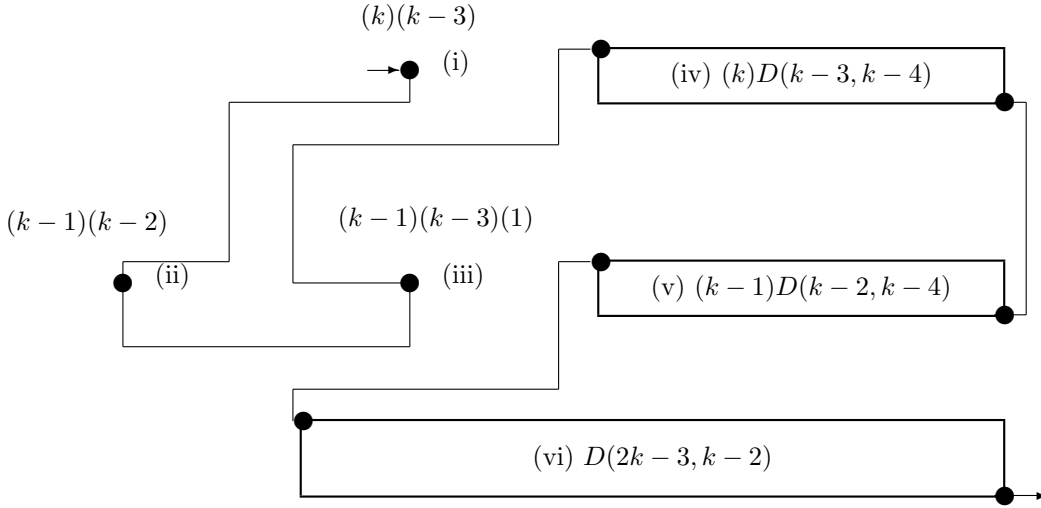 (k)(k − 3)
(i)
(iv) (k)D(k − 3, k − 4)
(k − 1)(k − 2)
(k − 1)(k − 3)(1)
(ii)
(iii)
(v) (k − 1)D(k − 2, k − 4)
(vi) D(2k − 3, k − 2)